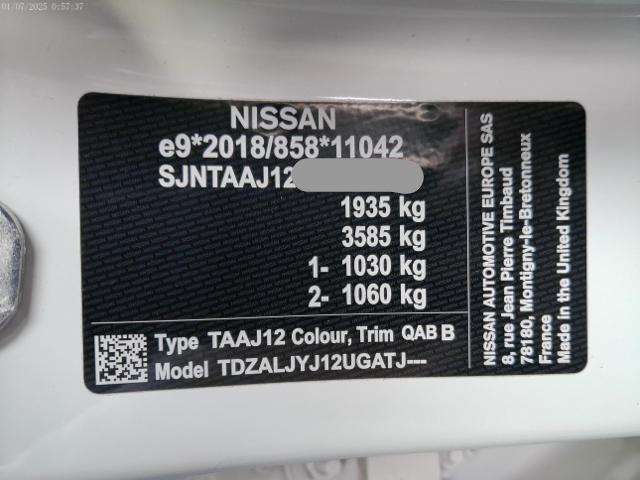 01/07/2025 0:57:37
NISSAN
e9*2018/858*11042
SJNTAAJ12
1935 kg
3585 kg
1- 1030 kg
2- 1060 kg
Type TAAJ12 Colour, Trim QAB B
Model TDZALJYJ12UGATJ---
NISSAN AUTOMOTIVE EUROPE SAS
8, rue Jean Pierre Timbaud
78180, Montigny-le-Bretonneux
France
Made in the United Kingdom